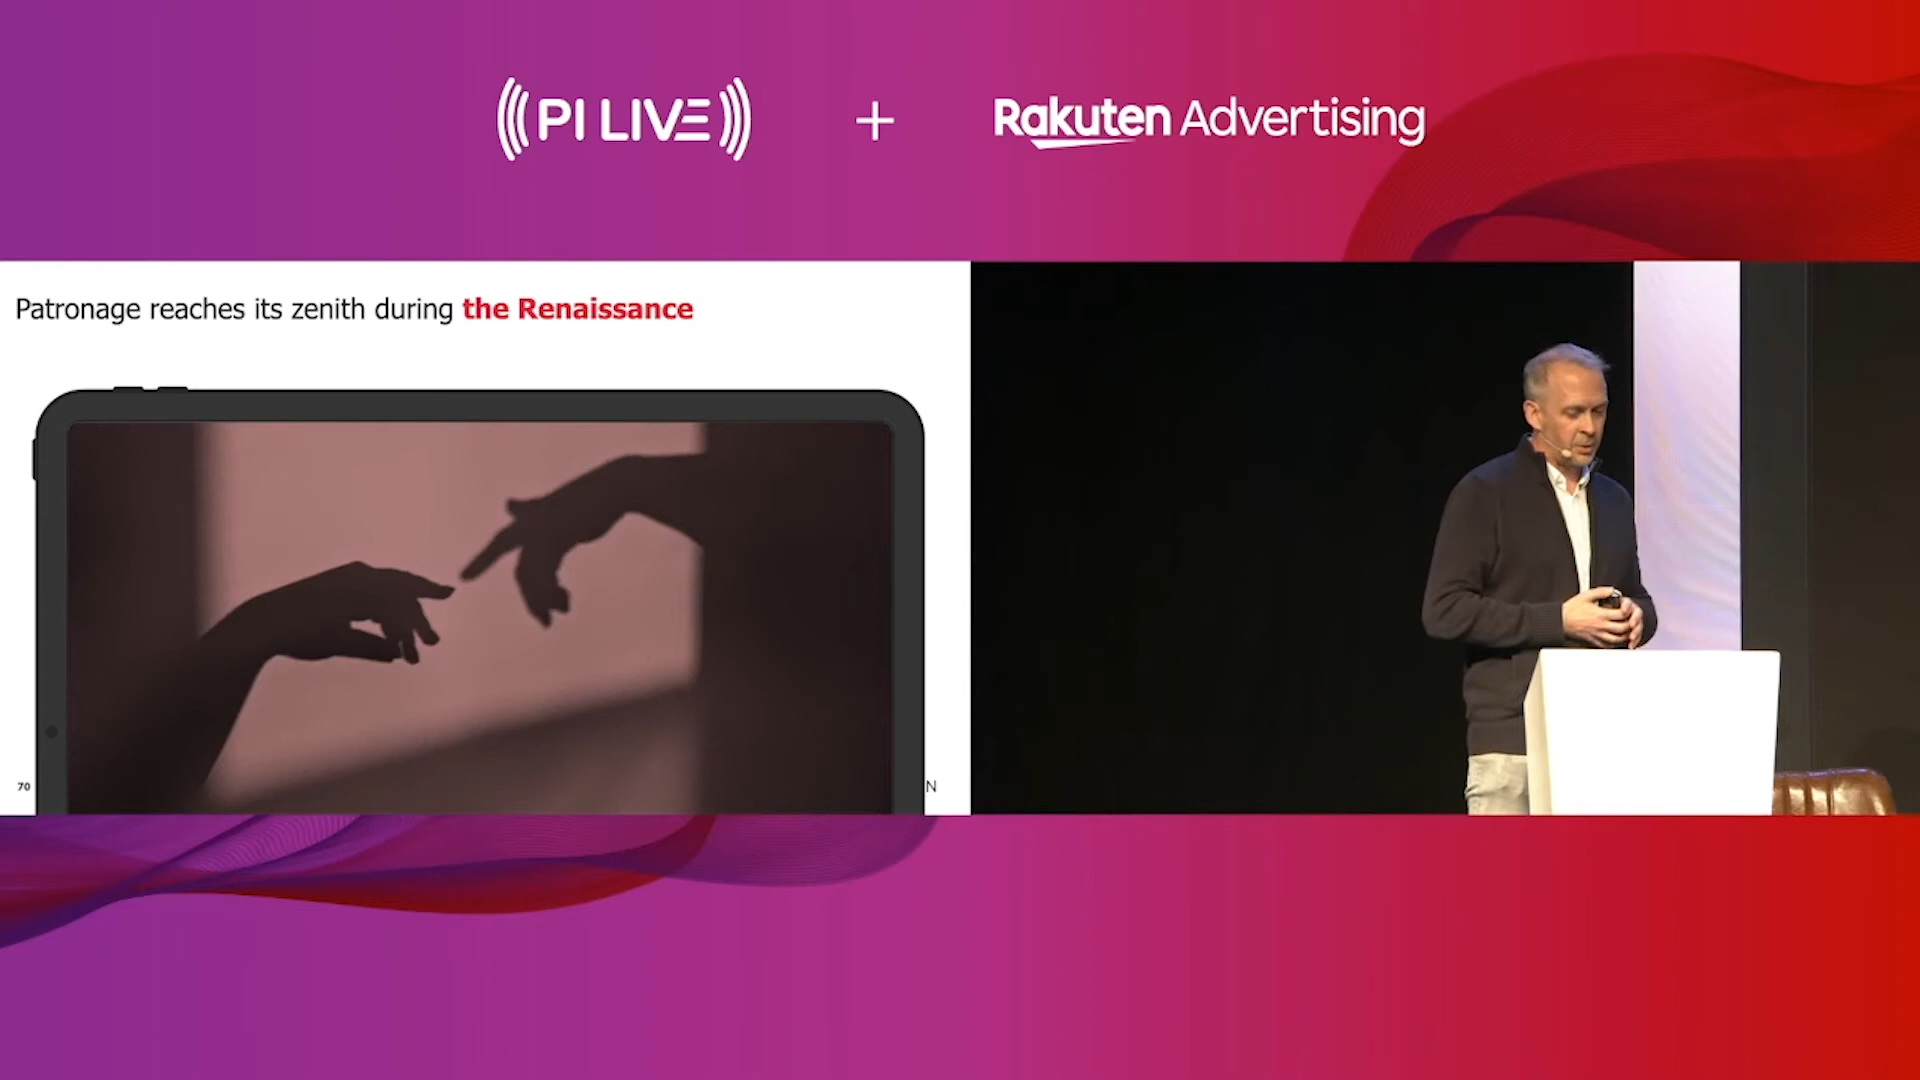 PI LIVE + Rakuten Advertising
Patronage reaches its zenith during the Renaissance
70
N